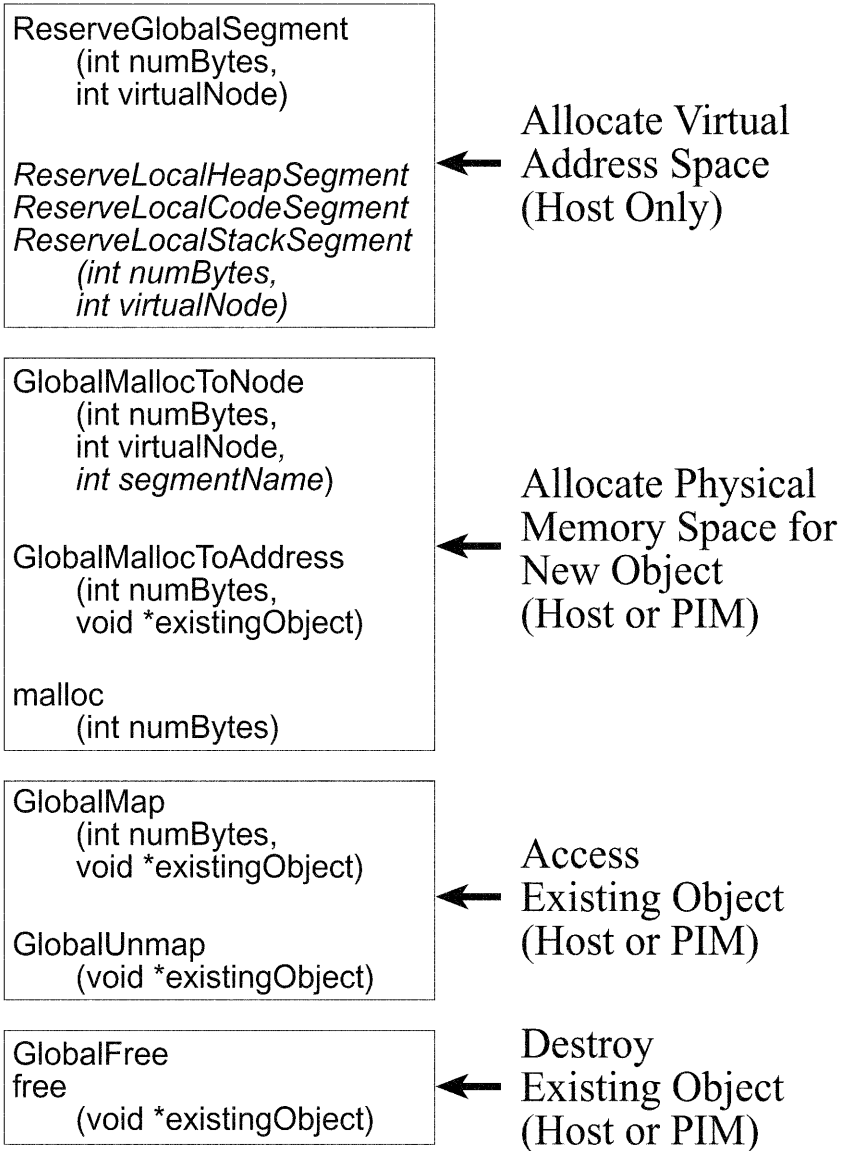 ReserveGlobalSegment
(int numBytes,
int virtualNode)
ReserveLocalHeapSegment
ReserveLocalCodeSegment
ReserveLocalStackSegment
(int numBytes,
int virtualNode)
Allocate Virtual
Address Space
(Host Only)
GlobalMallocToNode
(int numBytes,
int virtualNode,
int segmentName)
GlobalMallocToAddress
(int numBytes,
void *existingObject)
malloc
(int numBytes)
Allocate Physical
Memory Space for
New Object
(Host or PIM)
GlobalMap
(int numBytes,
void *existingObject)
GlobalUnmap
(void *existingObject)
Access
Existing Object
(Host or PIM)
GlobalFree
free
(void *existingObject)
Destroy
Existing Object
(Host or PIM)